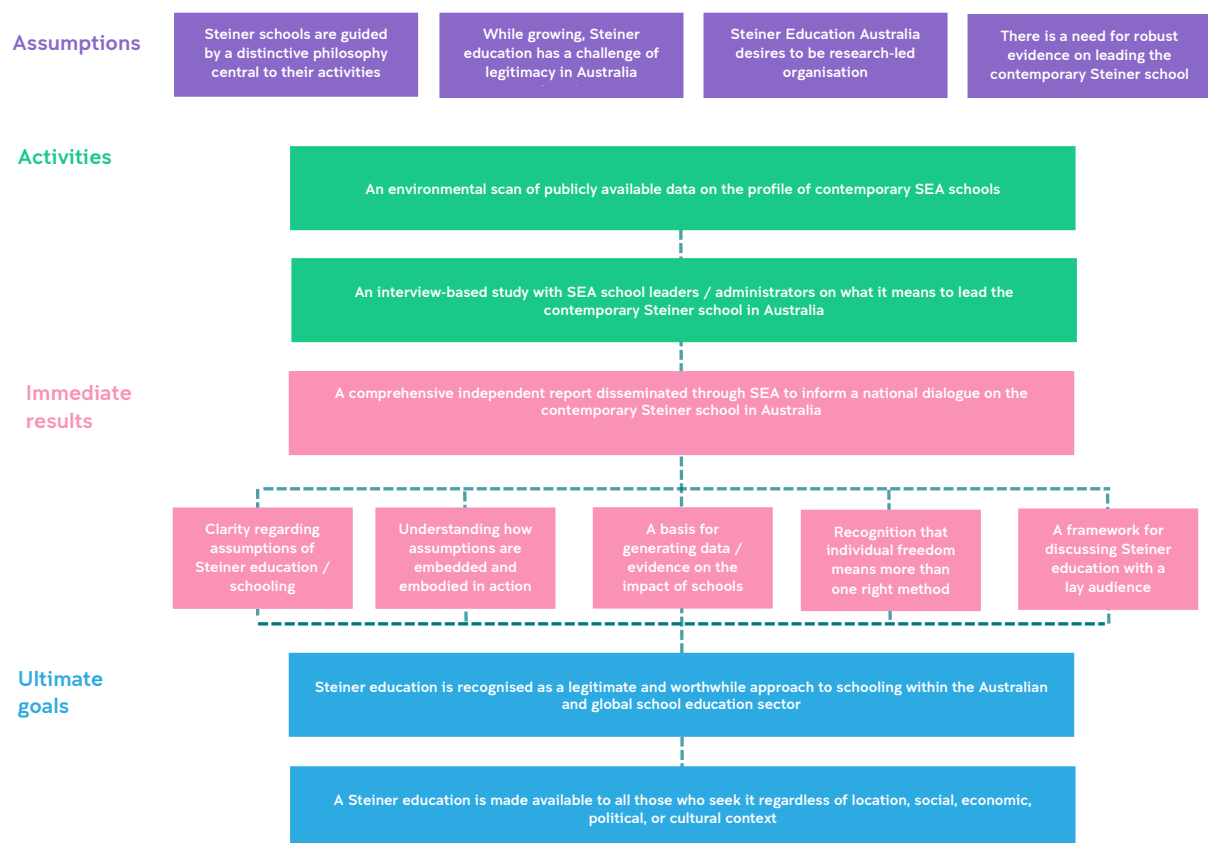 Assumptions
Steiner schools are guided
by a distinctive philosophy
central to their activities
While growing, Steiner
education has a challenge of
legitimacy in Australia
Steiner Education Australia
desires to be research-led
organisation
There is a need for robust
evidence on leading the
contemporary Steiner school
Activities
An environmental scan of publicly available data on the profile of contemporary SEA schools
An interview-based study with SEA school leaders / administrators on what it means to lead the
contemporary Steiner school in Australia
Immediate
results
A comprehensive independent report disseminated through SEA to inform a national dialogue on the
contemporary Steiner school in Australia
Clarity regarding
assumptions of
Steiner education /
schooling
Understanding how
assumptions are
embedded and
embodied in action
A basis for
generating data /
evidence on the
impact of schools
Recognition that
individual freedom
means more than
one right method
A framework for
discussing Steiner
education with a
lay audience
Ultimate
goals
Steiner education is recognised as a legitimate and worthwhile approach to schooling within the Australian
and global school education sector
A Steiner education is made available to all those who seek it regardless of location, social, economic,
political, or cultural context